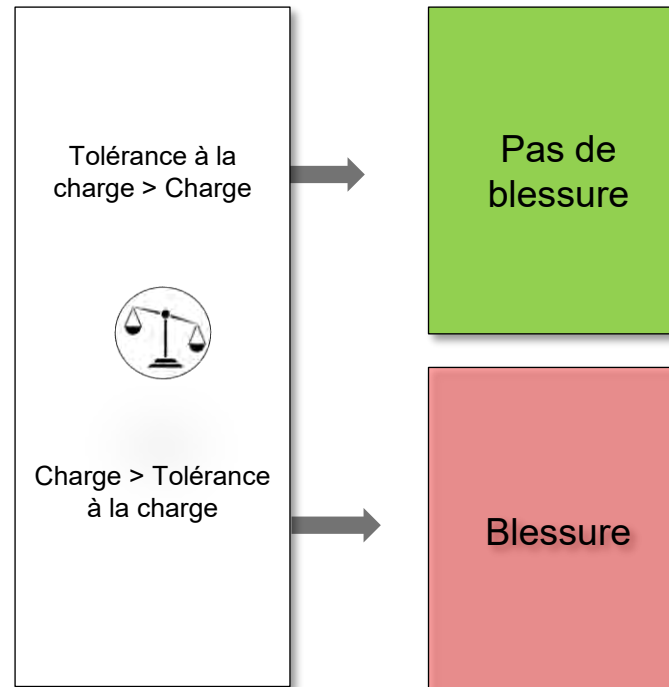 Tolérance à la
charge > Charge
Pas de
blessure
Charge > Tolérance
à la charge
Blessure